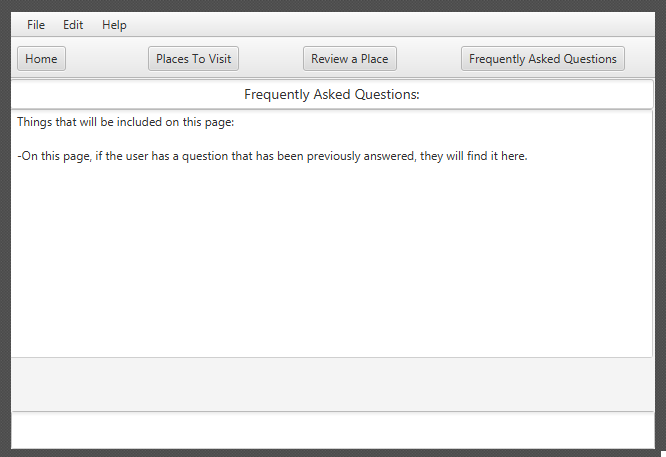 File Edit Help
Home Places To Visit Review a Place Frequently Asked Questions
Frequently Asked Questions:
Things that will be included on this page:
-On this page, if the user has a question that has been previously answered, they will find it here.